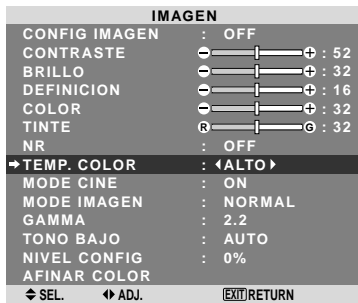 IMAGEN
CONFIG IMAGEN : OFF
CONTRASTE : 52
BRILLO : 32
DEFINICION : 16
COLOR : 32
TINTE R G : 32
NR : OFF
TEMP. COLOR : ALTO
MODE CINE : ON
MODE IMAGEN : NORMAL
GAMMA : 2.2
TONO BAJO : AUTO
NIVEL CONFIG : 0%
AFINAR COLOR
SEL. ADJ. EXIT RETURN